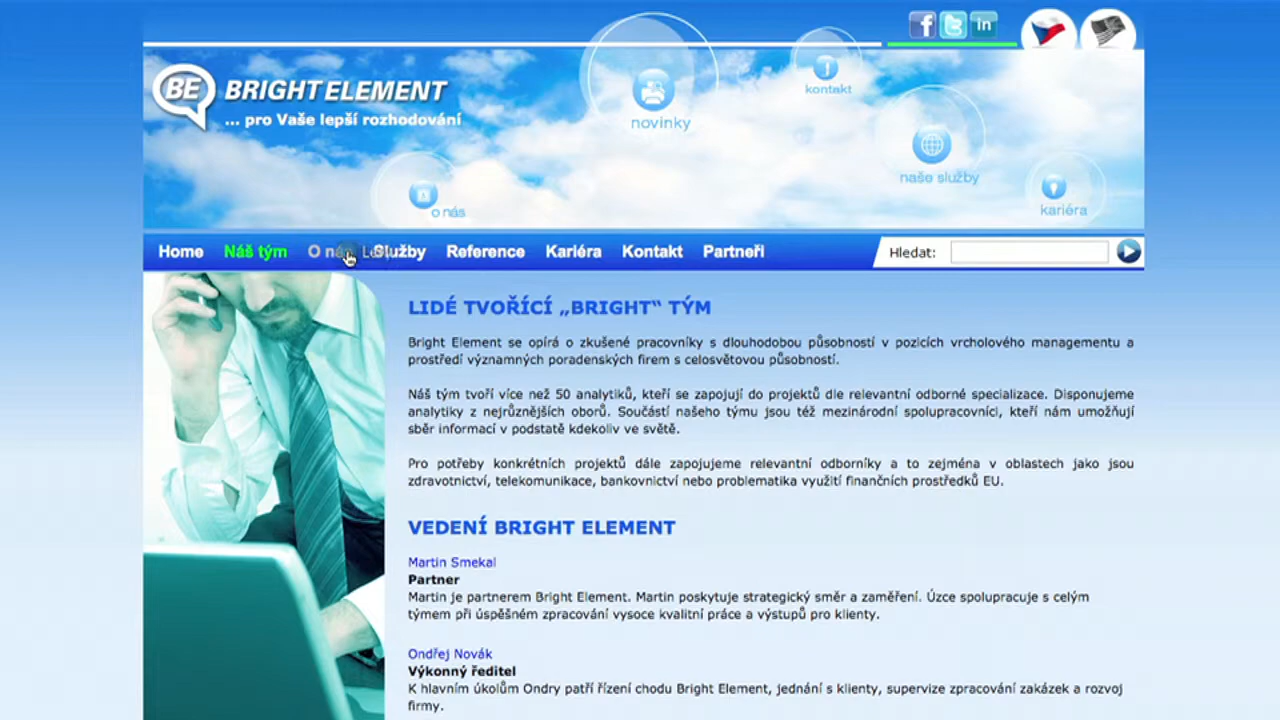 in
BE BRIGHT ELEMENT
... pro Vaše lepší rozhodování
novinky
kontakt
naše služby
o nás
kariéra
Home Náš tým O Služby Reference Kariéra Kontakt Partneři Hledat:
LIDÉ TVOŘÍCÍ „BRIGHT“ TÝM
Bright Element se opírá o zkušené pracovníky s dlouhodobou působností v pozicích vrcholového managementu a
prostředí významných poradenských firem s celosvětovou působností.
Náš tým tvoří více než 50 analytiků, kteří se zapojují do projektů dle relevantní odborné specializace. Disponujeme
analytiky z nejrůznějších oborů. Součástí našeho týmu jsou též mezinárodní spolupracovníci, kteří nám umožňují
sběr informací v podstatě kdekoliv ve světě.
Pro potřeby konkrétních projektů dále zapojujeme relevantní odborníky a to zejména v oblastech jako jsou
zdravotnictví, telekomunikace, bankovnictví nebo problematika využití finančních prostředků EU.
VEDENÍ BRIGHT ELEMENT
Martin Smekal
Partner
Martin je partnerem Bright Element. Martin poskytuje strategický směr a zaměření. Úzce spolupracuje s celým
týmem při úspěšném zpracování vysoce kvalitní práce a výstupů pro klienty.
Ondřej Novák
Výkonný ředitel
K hlavním úkolům Ondry patří řízení chodu Bright Element, jednání s klienty, supervize zpracování zakázek a rozvoj
firmy.